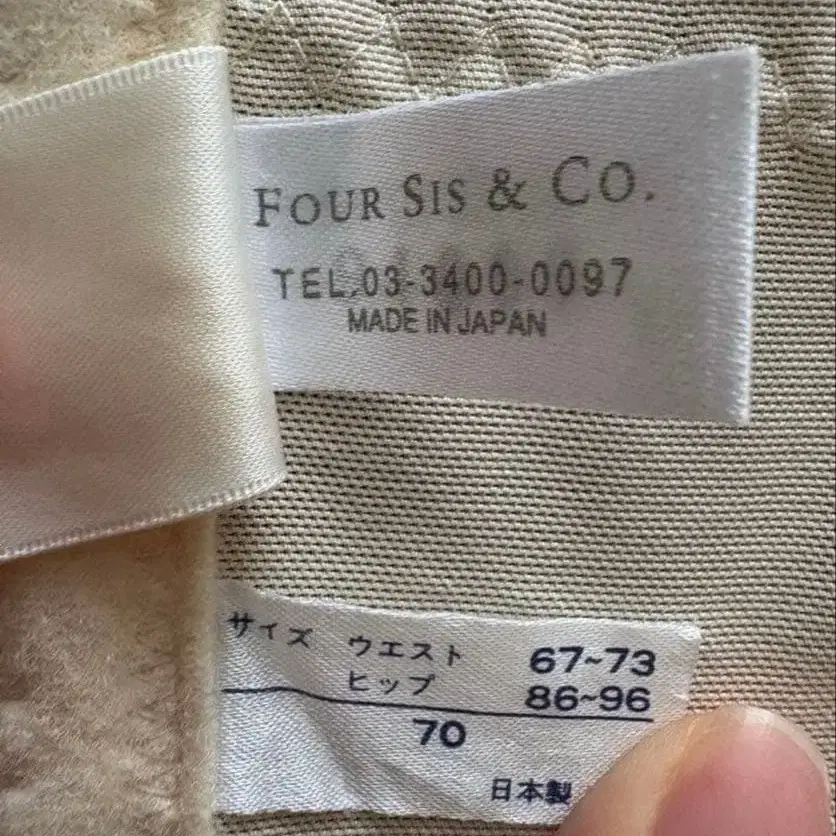 FOUR SIS & CO.
TEL.03-3400-0097
MADE IN JAPAN
サイズ ウエスト 67~73
ヒップ 86~96
70
日本製